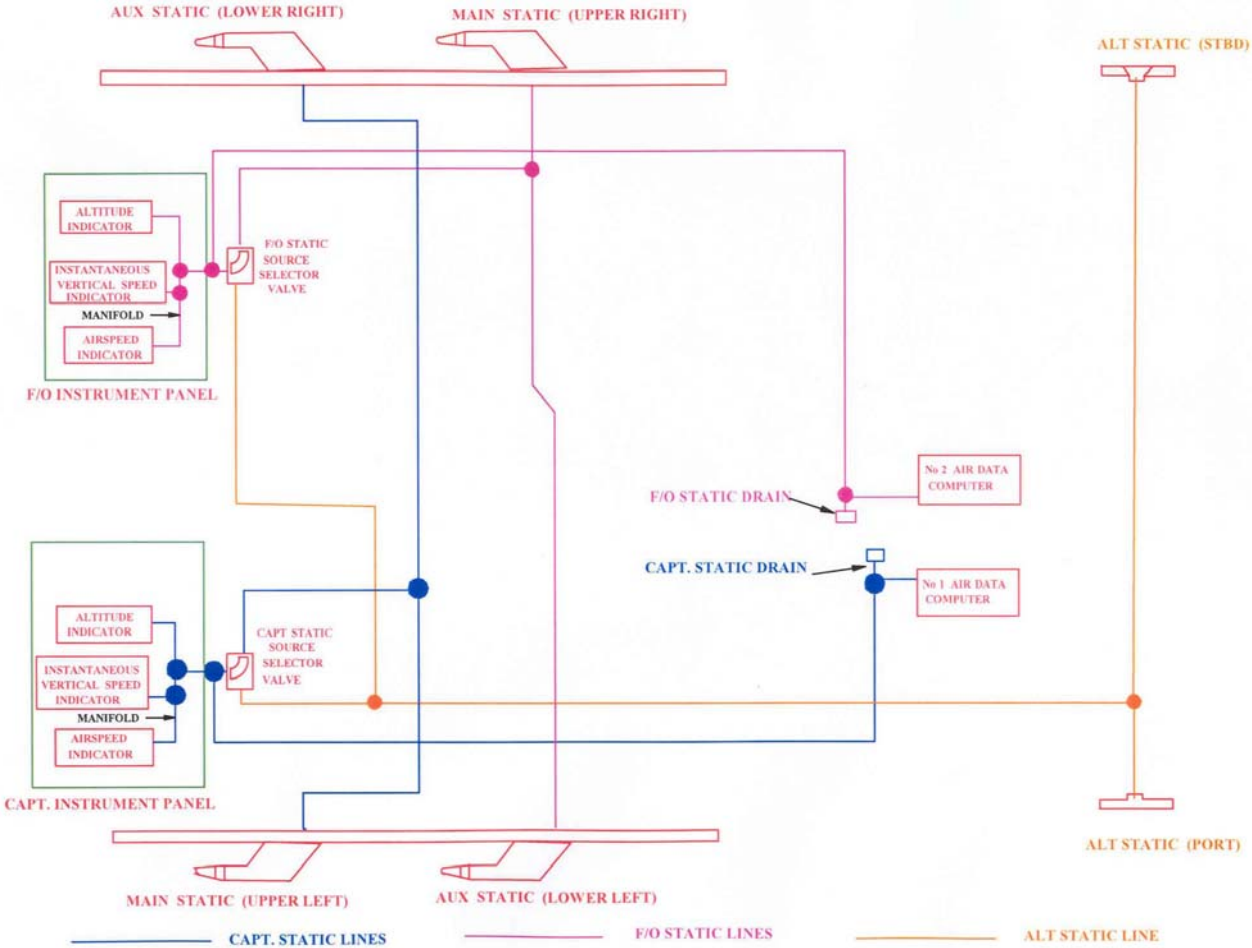 AUX STATIC (LOWER RIGHT)
MAIN STATIC (UPPER RIGHT)
ALT STATIC (STBD)
ALTITUDE
INDICATOR
INSTANTANEOUS
VERTICAL SPEED
INDICATOR
MANIFOLD
AIRSPEED
INDICATOR
F/O STATIC
SOURCE
SELECTOR
VALVE
F/O INSTRUMENT PANEL
F/O STATIC DRAIN
No 2 AIR DATA
COMPUTER
CAPT. STATIC DRAIN
No 1 AIR DATA
COMPUTER
ALTITUDE
INDICATOR
INSTANTANEOUS
VERTICAL SPEED
INDICATOR
MANIFOLD
AIRSPEED
INDICATOR
CAPT STATIC
SOURCE
SELECTOR
VALVE
CAPT. INSTRUMENT PANEL
ALT STATIC (PORT)
MAIN STATIC (UPPER LEFT)
AUX STATIC (LOWER LEFT)
CAPT. STATIC LINES
F/O STATIC LINES
ALT STATIC LINE